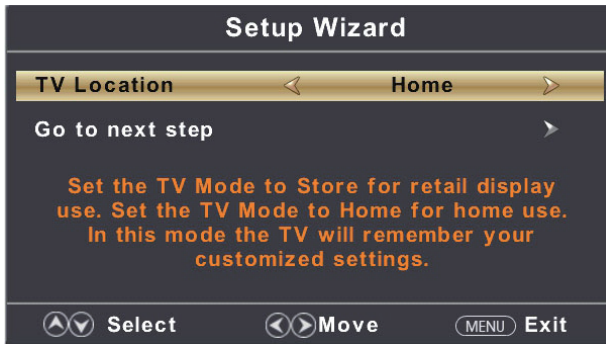 Setup Wizard
TV Location Home
Go to next step
Set the TV Mode to Store for retail display
use. Set the TV Mode to Home for home use.
In this mode the TV will remember your
customized settings.
Select Move MENU Exit